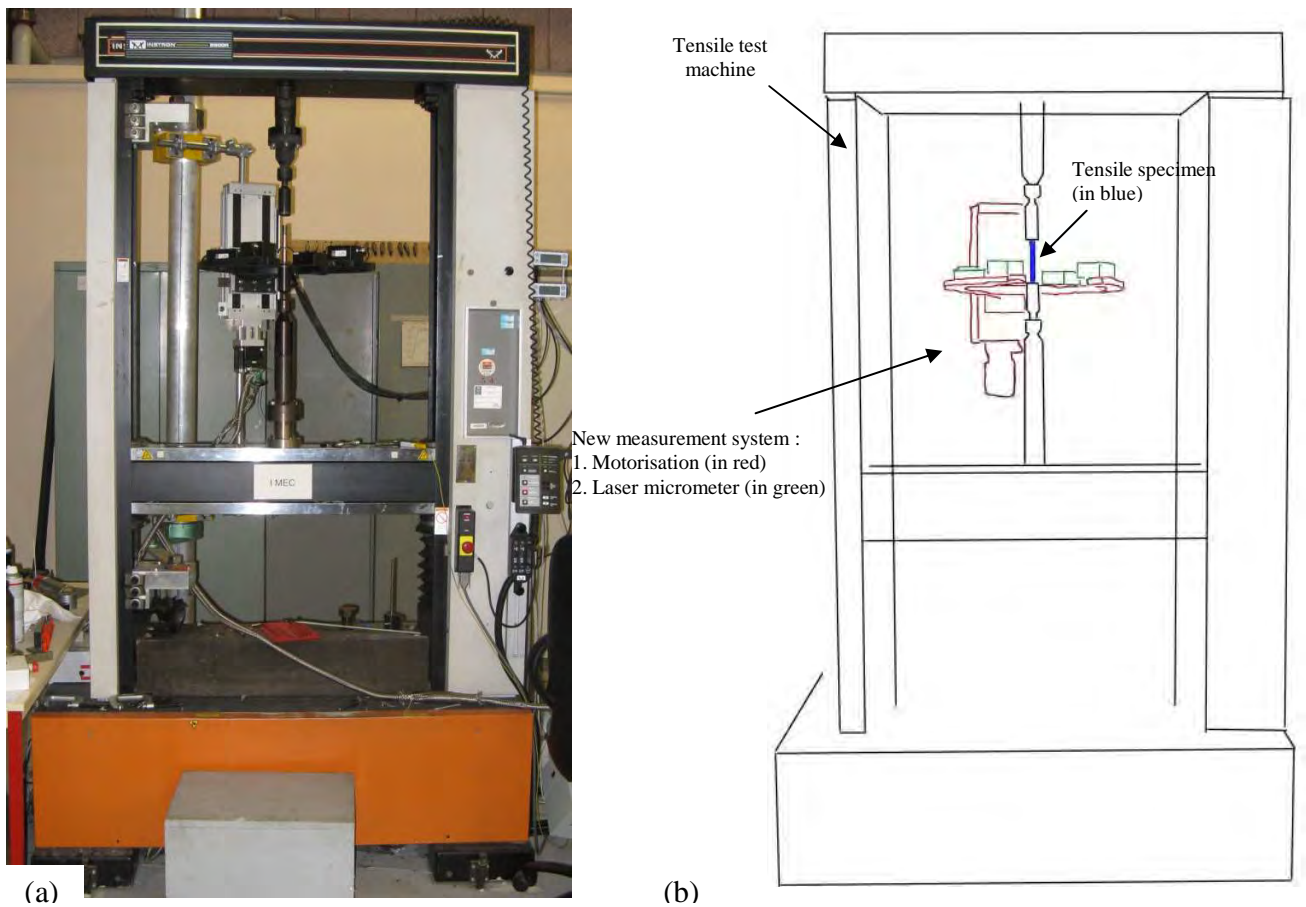 INSTRON
I MEC
(a)
Tensile test
machine
Tensile specimen
(in blue)
New measurement system :
1. Motorisation (in red)
2. Laser micrometer (in green)
(b)